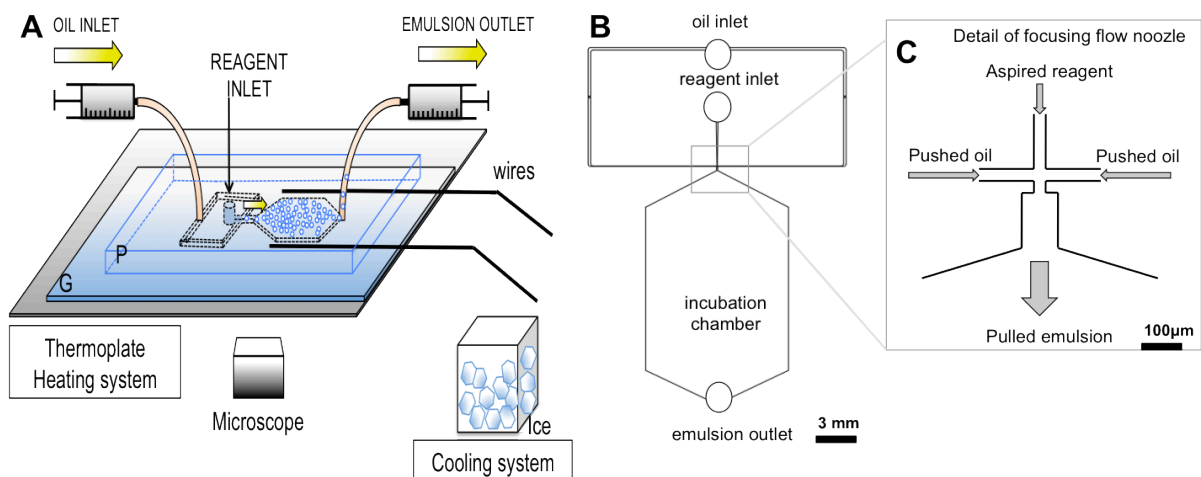 A
OIL INLET
EMULSION OUTLET
REAGENT
INLET
wires
P
G
Thermoplate
Heating system
Microscope
Ice
Cooling system
B
oil inlet
reagent inlet
incubation
chamber
emulsion outlet
3 mm
C
Detail of focusing flow noozle
Aspired reagent
Pushed oil
Pushed oil
Pulled emulsion
100µm